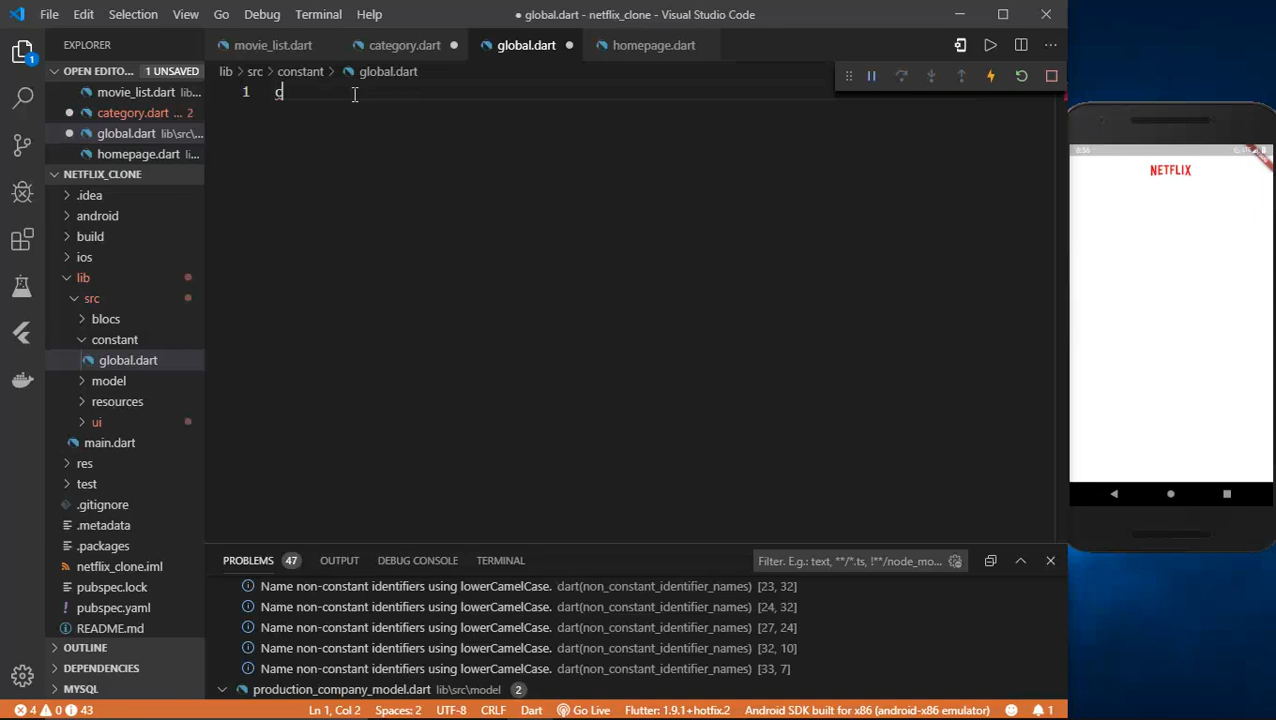 File Edit Selection View Go Debug Terminal Help
● global.dart - netflix_clone - Visual Studio Code
EXPLORER
movie_list.dart category.dart global.dart homepage.dart
OPEN EDITO... 1 UNSAVED
lib > src > constant > global.dart
movie_list.dart lib...
category.dart ... 2
global.dart lib\src\...
homepage.dart li...
1 c
NETFLIX_CLONE
.idea
android
build
ios
lib
src
blocs
constant
global.dart
model
resources
ui
main.dart
res
test
.gitignore
.metadata
.packages
netflix_clone.iml
pubspec.lock
pubspec.yaml
README.md
OUTLINE
DEPENDENCIES
MYSQL
PROBLEMS 47 OUTPUT DEBUG CONSOLE TERMINAL
Filter. E.g.: text, **/*.ts, !**/node_mo...
Name non-constant identifiers using lowerCamelCase. dart(non_constant_identifier_names) [23, 32]
Name non-constant identifiers using lowerCamelCase. dart(non_constant_identifier_names) [24, 32]
Name non-constant identifiers using lowerCamelCase. dart(non_constant_identifier_names) [27, 24]
Name non-constant identifiers using lowerCamelCase. dart(non_constant_identifier_names) [32, 10]
Name non-constant identifiers using lowerCamelCase. dart(non_constant_identifier_names) [33, 7]
production_company_model.dart lib\src\model 2
4 0 43 Ln 1, Col 2 Spaces: 2 UTF-8 CRLF Dart Go Live Flutter: 1.9.1+hotfix.2 Android SDK built for x86 (android-x86 emulator) 1
8:56
NETFLIX
1